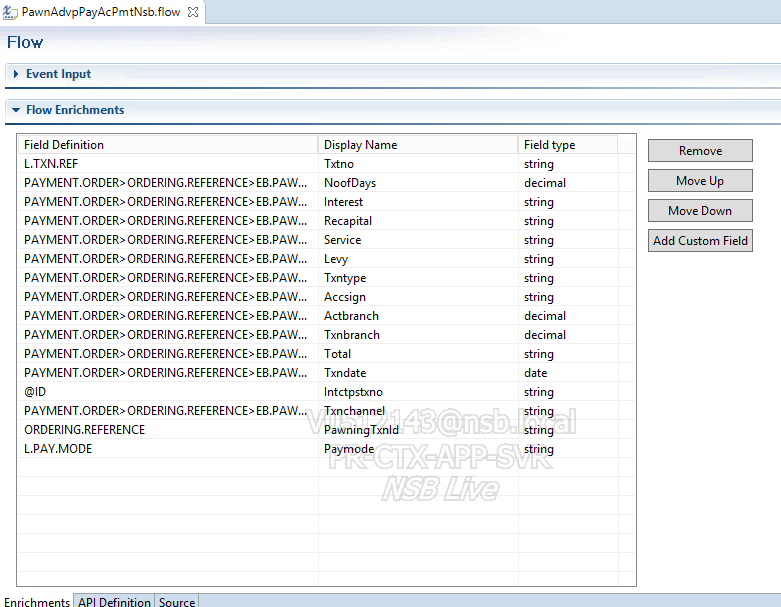 PawnAdvpPayAcPmtNsb.flow
Flow
Event Input
Flow Enrichments
Field Definition Display Name Field type
L.TXN.REF Txtno string
PAYMENT.ORDER>ORDERING.REFERENCE>EB.PAW... NoofDays decimal
PAYMENT.ORDER>ORDERING.REFERENCE>EB.PAW... Interest string
PAYMENT.ORDER>ORDERING.REFERENCE>EB.PAW... Recapital string
PAYMENT.ORDER>ORDERING.REFERENCE>EB.PAW... Service string
PAYMENT.ORDER>ORDERING.REFERENCE>EB.PAW... Levy string
PAYMENT.ORDER>ORDERING.REFERENCE>EB.PAW... Txntype string
PAYMENT.ORDER>ORDERING.REFERENCE>EB.PAW... Accsign string
PAYMENT.ORDER>ORDERING.REFERENCE>EB.PAW... Actbranch decimal
PAYMENT.ORDER>ORDERING.REFERENCE>EB.PAW... Txnbranch decimal
PAYMENT.ORDER>ORDERING.REFERENCE>EB.PAW... Total string
PAYMENT.ORDER>ORDERING.REFERENCE>EB.PAW... Txndate date
@ID Intctpstxno string
PAYMENT.ORDER>ORDERING.REFERENCE>EB.PAW... Txnchannel string
ORDERING.REFERENCE PawningTxnId string
L.PAY.MODE Paymode string
Remove
Move Up
Move Down
Add Custom Field
PR-CTX-APP-SVR
NSB Live
Enrichments API Definition Source